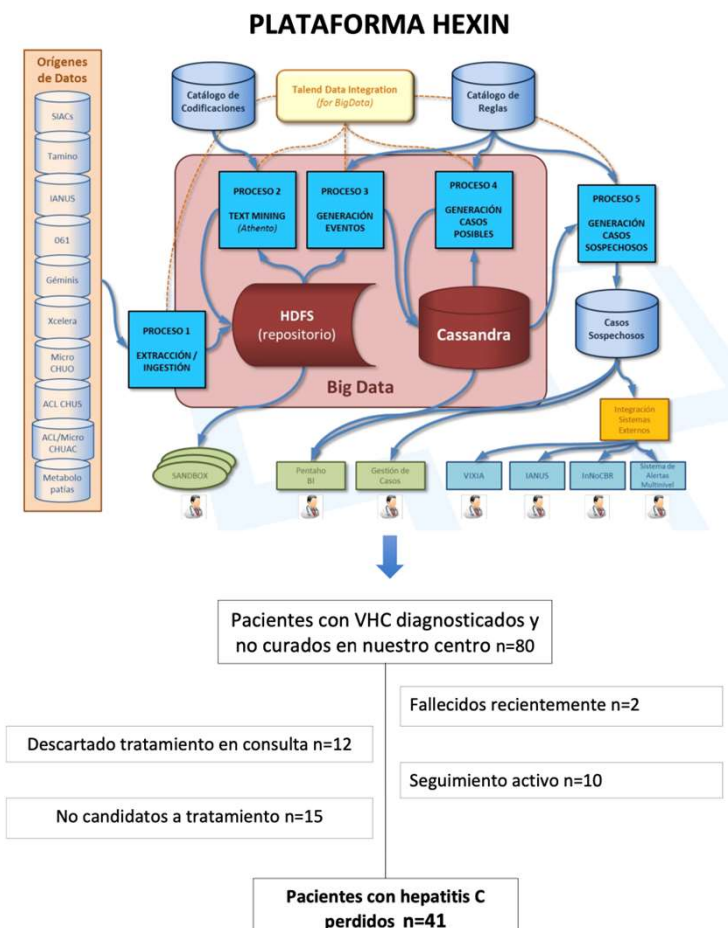 PLATAFORMA HEXIN
Orígenes
de Datos
SIACs
Tamino
IANUS
061
Géminis
Xcelera
Micro
CHUO
ACL CHUS
ACL/Micro
CHUAC
Metabolo
patías
Catálogo de
Codificaciones
Talend Data Integration
(for BigData)
Catálogo de
Reglas
PROCESO 1
EXTRACCIÓN /
INGESTIÓN
PROCESO 2
TEXT MINING
(Athento)
PROCESO 3
GENERACIÓN
EVENTOS
PROCESO 4
GENERACIÓN
CASOS
POSIBLES
PROCESO 5
GENERACIÓN
CASOS
SOSPECHOSOS
HDFS
(repositorio)
Cassandra
Big Data
Casos
Sospechosos
Integración
Sistemas
Externos
SANDBOX
Pentaho
BI
Gestión de
Casos
VIXIA
IANUS
InNoCBR
Sistema de
Alertas
Multinivel
Pacientes con VHC diagnosticados y
no curados en nuestro centro n=80
Fallecidos recientemente n=2
Descartado tratamiento en consulta n=12
Seguimiento activo n=10
No candidatos a tratamiento n=15
Pacientes con hepatitis C
perdidos n=41